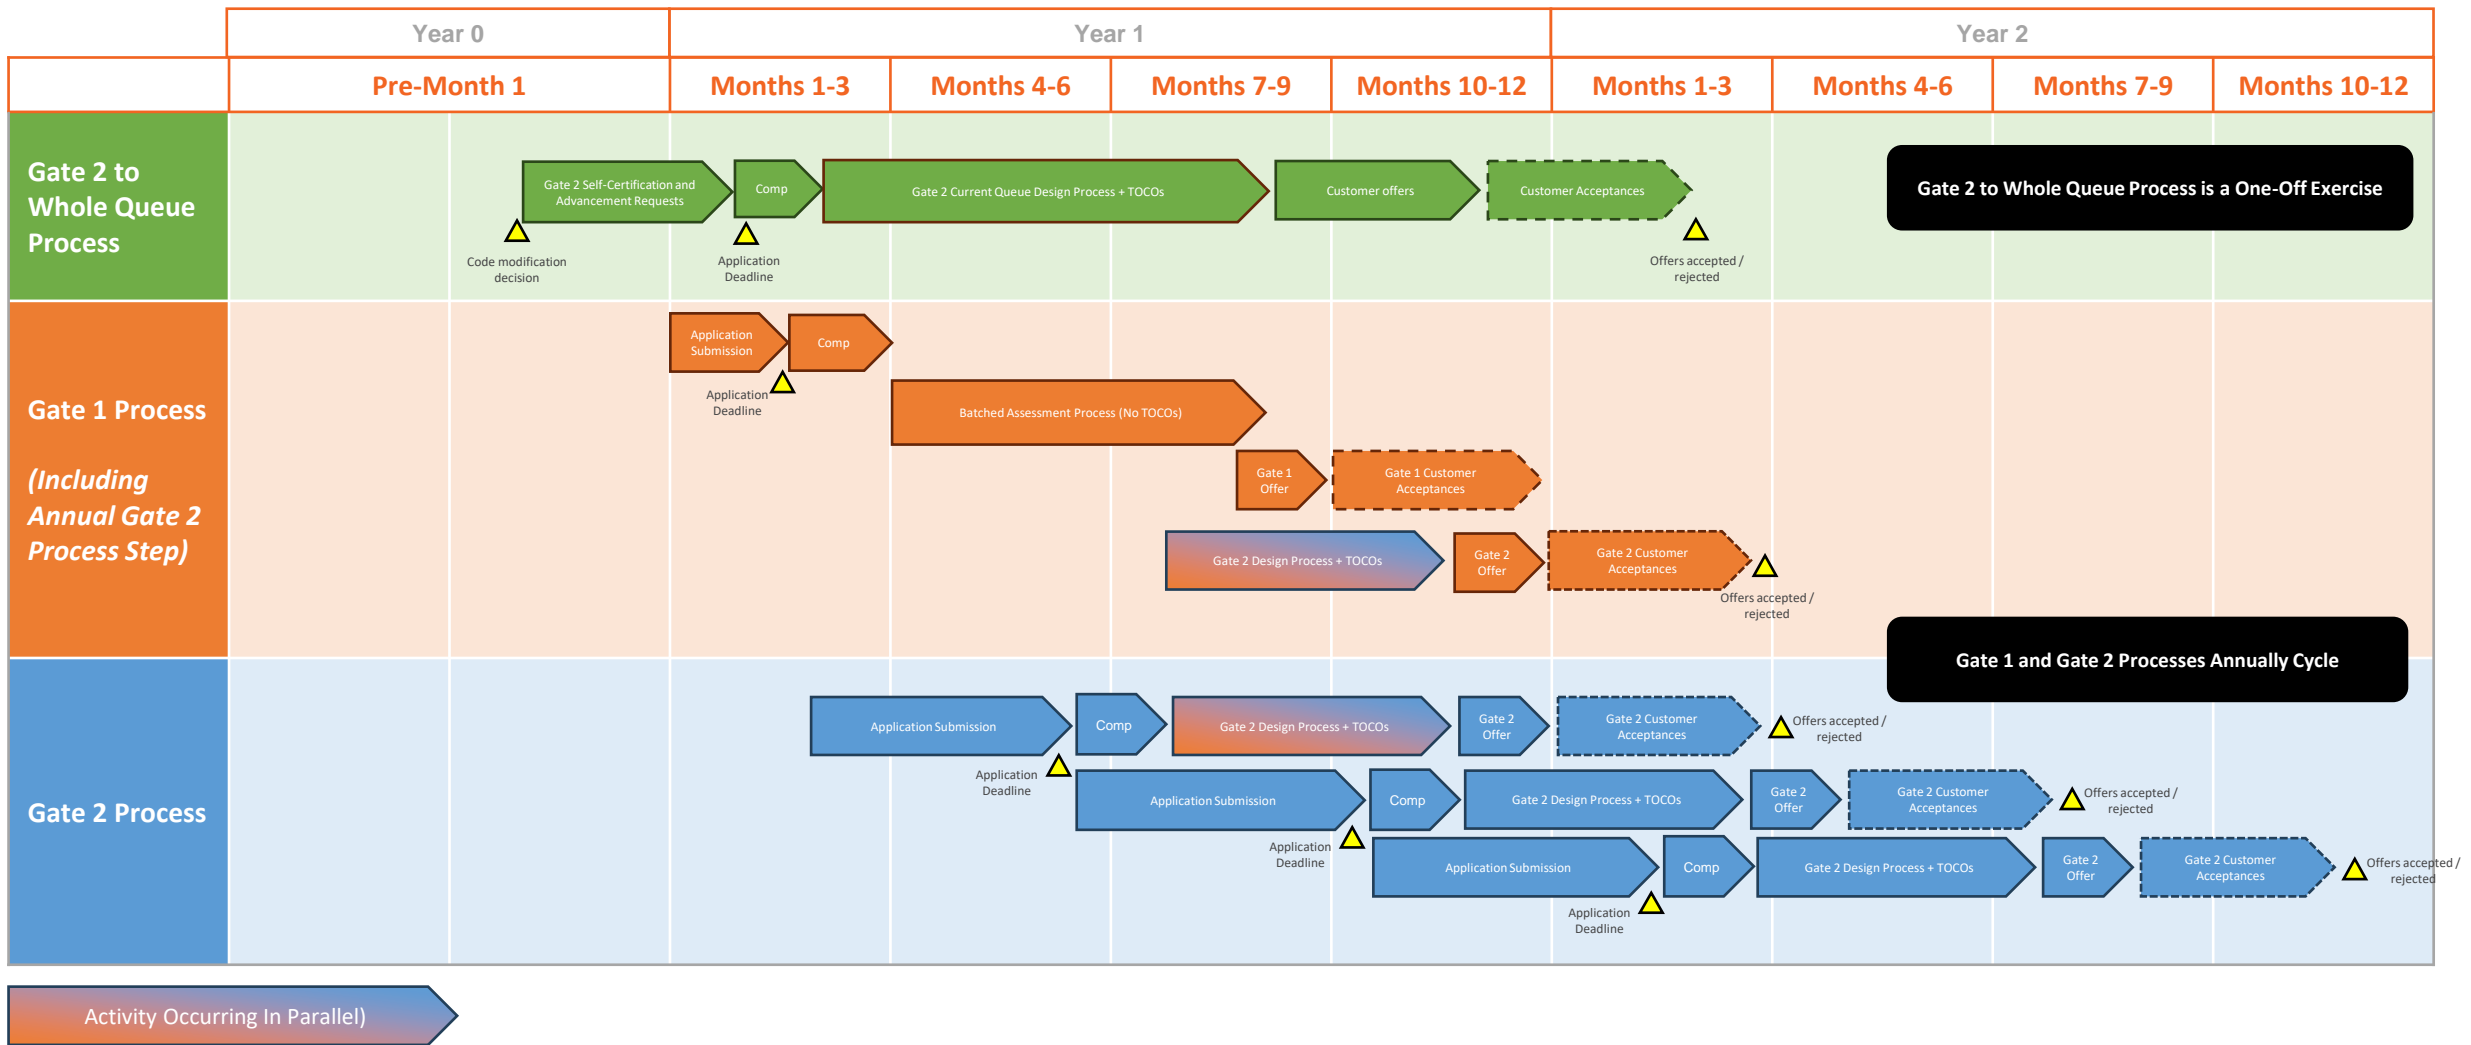 Year 0
Year 1
Year 2
Pre-Month 1
Months 1-3
Months 4-6
Months 7-9
Months 10-12
Months 1-3
Months 4-6
Months 7-9
Months 10-12
Gate 2 to
Whole Queue
Process
Gate 2 Self-Certification and
Advancement Requests
Comp
Gate 2 Current Queue Design Process + TOCOs
Customer offers
Customer Acceptances
Gate 2 to Whole Queue Process is a One-Off Exercise
Code modification
decision
Application
Deadline
Offers accepted /
rejected
Gate 1 Process
(Including
Annual Gate 2
Process Step)
Application
Submission
Comp
Application
Deadline
Batched Assessment Process (No TOCOs)
Gate 1
Offer
Gate 1 Customer
Acceptances
Gate 2 Design Process + TOCOs
Gate 2
Offer
Gate 2 Customer
Acceptances
Offers accepted /
rejected
Gate 1 and Gate 2 Processes Annually Cycle
Gate 2 Process
Application Submission
Comp
Gate 2 Design Process + TOCOs
Gate 2
Offer
Gate 2 Customer
Acceptances
Offers accepted /
rejected
Application
Deadline
Application Submission
Comp
Gate 2 Design Process + TOCOs
Gate 2
Offer
Gate 2 Customer
Acceptances
Offers accepted /
rejected
Application
Deadline
Application Submission
Comp
Gate 2 Design Process + TOCOs
Gate 2
Offer
Gate 2 Customer
Acceptances
Offers accepted /
rejected
Application
Deadline
Activity Occurring In Parallel)